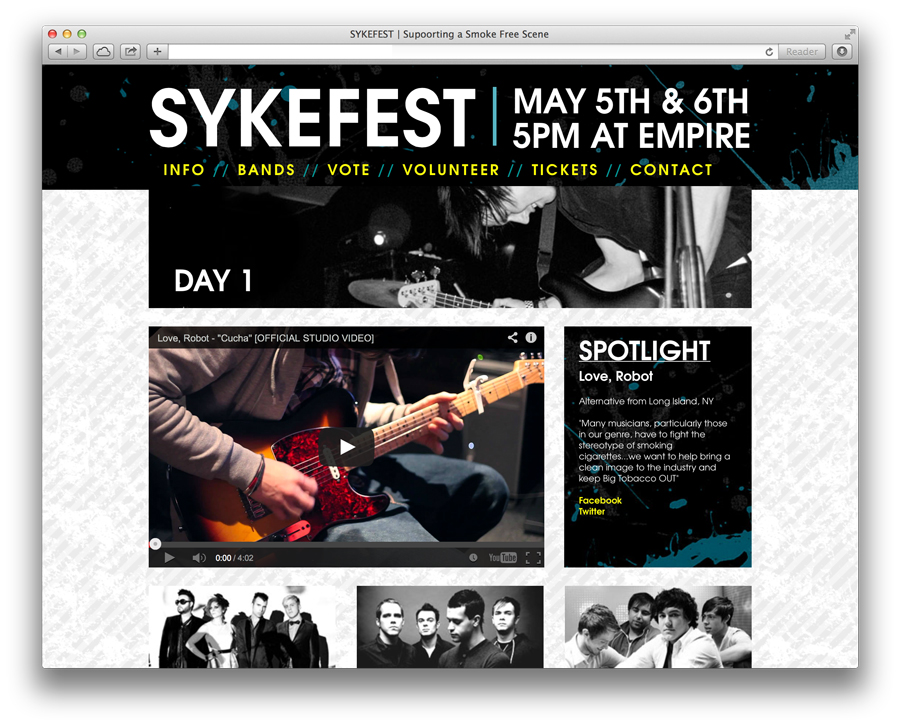 SYKEFEST | Supoorting a Smoke Free Scene
Reader
SYKEFEST
MAY 5TH & 6TH
5PM AT EMPIRE
INFO // BANDS // VOTE // VOLUNTEER // TICKETS // CONTACT
DAY 1
Love, Robot - "Cucha" [OFFICIAL STUDIO VIDEO]
0:00 / 4:02
YouTube
SPOTLIGHT
Love, Robot
Alternative from Long Island, NY
"Many musicians, particularly those
in our genre, have to fight the
stereotype of smoking
cigarettes...we want to help bring a
clean image to the industry and
keep Big Tobacco OUT"
Facebook
Twitter